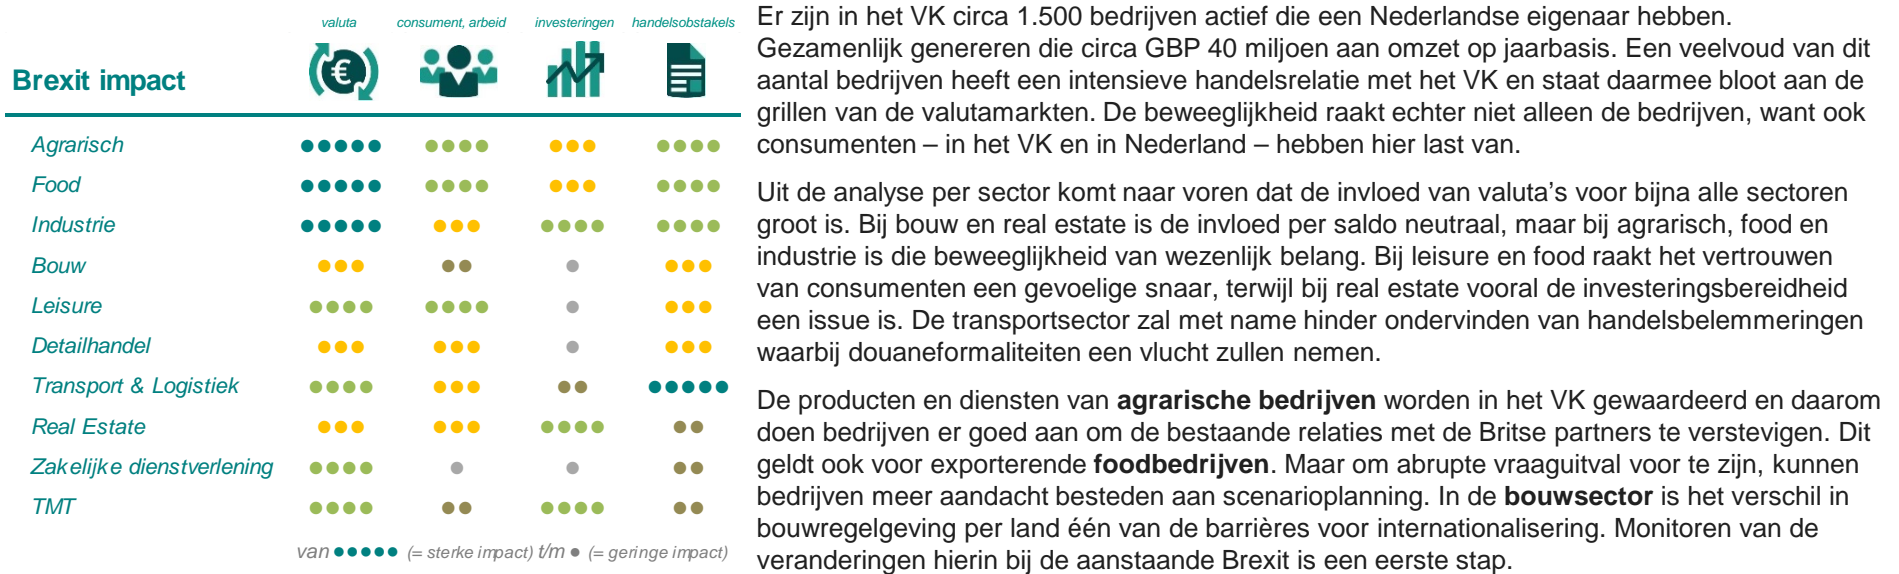 valuta consument, arbeid investeringen handelsobstakels
Brexit impact
Agrarisch
Food
Industrie
Bouw
Leisure
Detailhandel
Transport & Logistiek
Real Estate
Zakelijke dienstverlening
TMT
van ●●●●● (= sterke impact) t/m ● (= geringe impact)
Er zijn in het VK circa 1.500 bedrijven actief die een Nederlandse eigenaar hebben.
Gezamenlijk genereren die circa GBP 40 miljoen aan omzet op jaarbasis. Een veelvoud van dit
aantal bedrijven heeft een intensieve handelsrelatie met het VK en staat daarmee bloot aan de
grillen van de valutamarkten. De beweeglijkheid raakt echter niet alleen de bedrijven, want ook
consumenten – in het VK en in Nederland – hebben hier last van.
Uit de analyse per sector komt naar voren dat de invloed van valuta’s voor bijna alle sectoren
groot is. Bij bouw en real estate is de invloed per saldo neutraal, maar bij agrarisch, food en
industrie is die beweeglijkheid van wezenlijk belang. Bij leisure en food raakt het vertrouwen
van consumenten een gevoelige snaar, terwijl bij real estate vooral de investeringsbereidheid
een issue is. De transportsector zal met name hinder ondervinden van handelsbelemmeringen
waarbij douaneformaliteiten een vlucht zullen nemen.
De producten en diensten van agrarische bedrijven worden in het VK gewaardeerd en daarom
doen bedrijven er goed aan om de bestaande relaties met de Britse partners te verstevigen. Dit
geldt ook voor exporterende foodbedrijven. Maar om abrupte vraaguitval voor te zijn, kunnen
bedrijven meer aandacht besteden aan scenarioplanning. In de bouwsector is het verschil in
bouwregelgeving per land één van de barrières voor internationalisering. Monitoren van de
veranderingen hierin bij de aanstaande Brexit is een eerste stap.